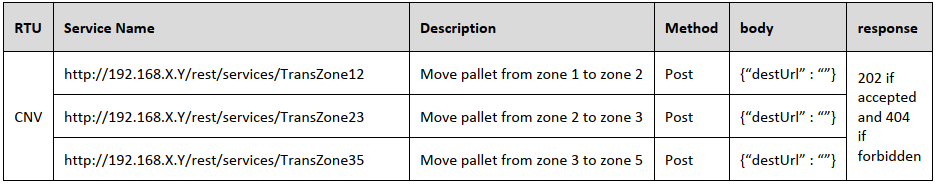 RTU Service Name Description Method body response
http://192.168.X.Y/rest/services/TransZone12 Move pallet from zone 1 to zone 2 Post {“destUrl” : “”}
CNV http://192.168.X.Y/rest/services/TransZone23 Move pallet from zone 2 to zone 3 Post {“destUrl” : “”}
http://192.168.X.Y/rest/services/TransZone35 Move pallet from zone 3 to zone 5 Post {“destUrl” : “”}
202 if
accepted
and 404
if
forbidden